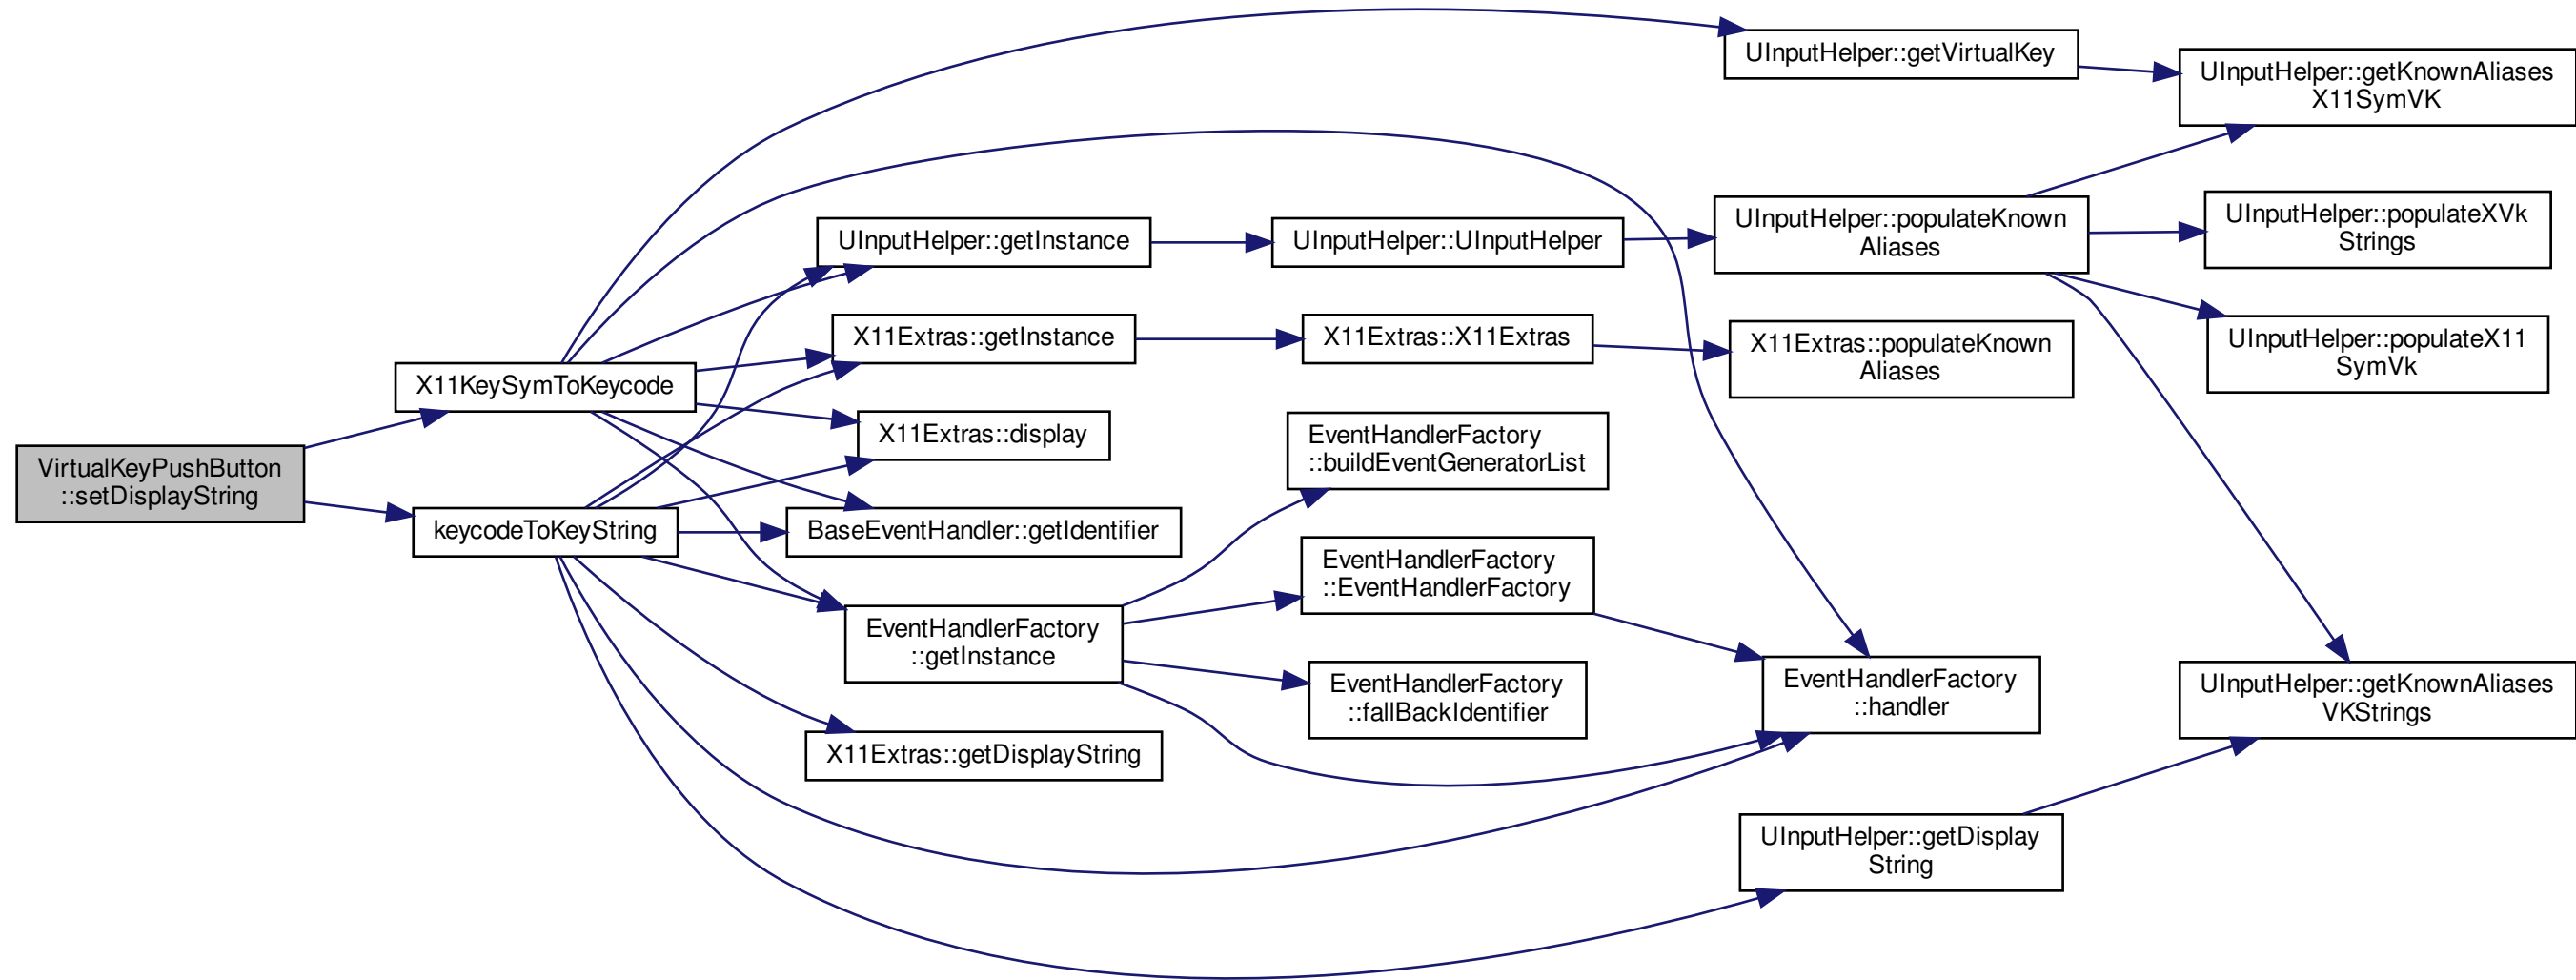 VirtualKeyPushButton
::setDisplayString
X11KeySymToKeycode
keycodeToKeyString
UInputHelper::getInstance
X11Extras::getInstance
X11Extras::display
BaseEventHandler::getIdentifier
EventHandlerFactory
::getInstance
X11Extras::getDisplayString
UInputHelper::UInputHelper
X11Extras::X11Extras
EventHandlerFactory
::buildEventGeneratorList
EventHandlerFactory
::EventHandlerFactory
EventHandlerFactory
::fallBackIdentifier
UInputHelper::getVirtualKey
UInputHelper::populateKnown
Aliases
X11Extras::populateKnown
Aliases
EventHandlerFactory
::handler
UInputHelper::getDisplay
String
UInputHelper::getKnownAliases
X11SymVK
UInputHelper::populateXVk
Strings
UInputHelper::populateX11
SymVk
UInputHelper::getKnownAliases
VKStrings